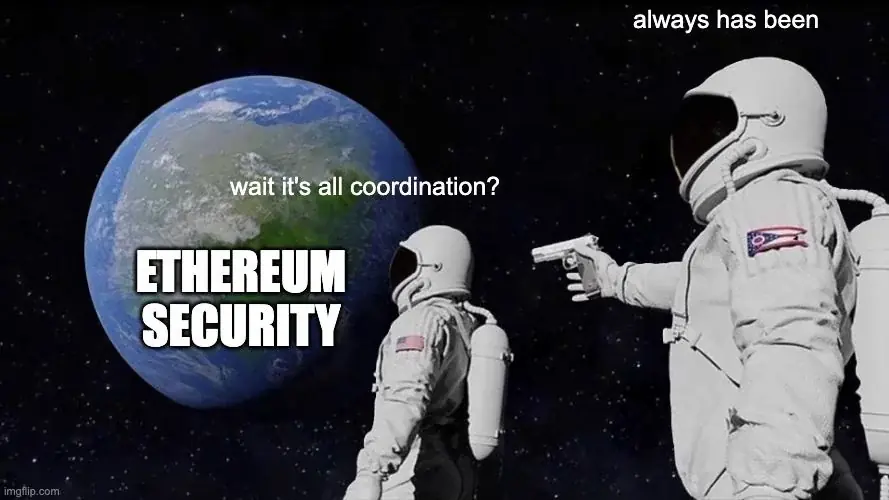 always has been
wait it's all coordination?
ETHEREUM
SECURITY
imgflip.com